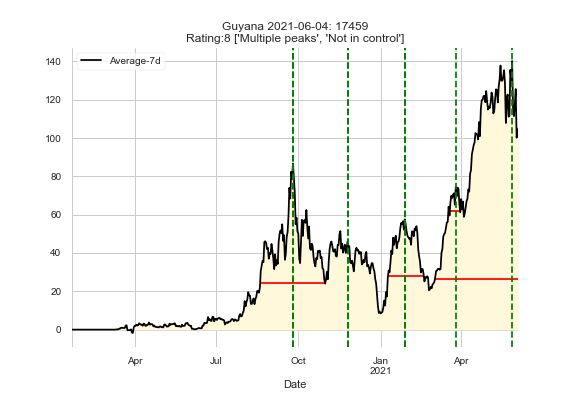 Guyana 2021-06-04: 17459
Rating:8 ['Multiple peaks', 'Not in control']
Average-7d
140
120
100
80
60
40
20
0
Apr
Jul
Oct
Jan
2021
Apr
Date